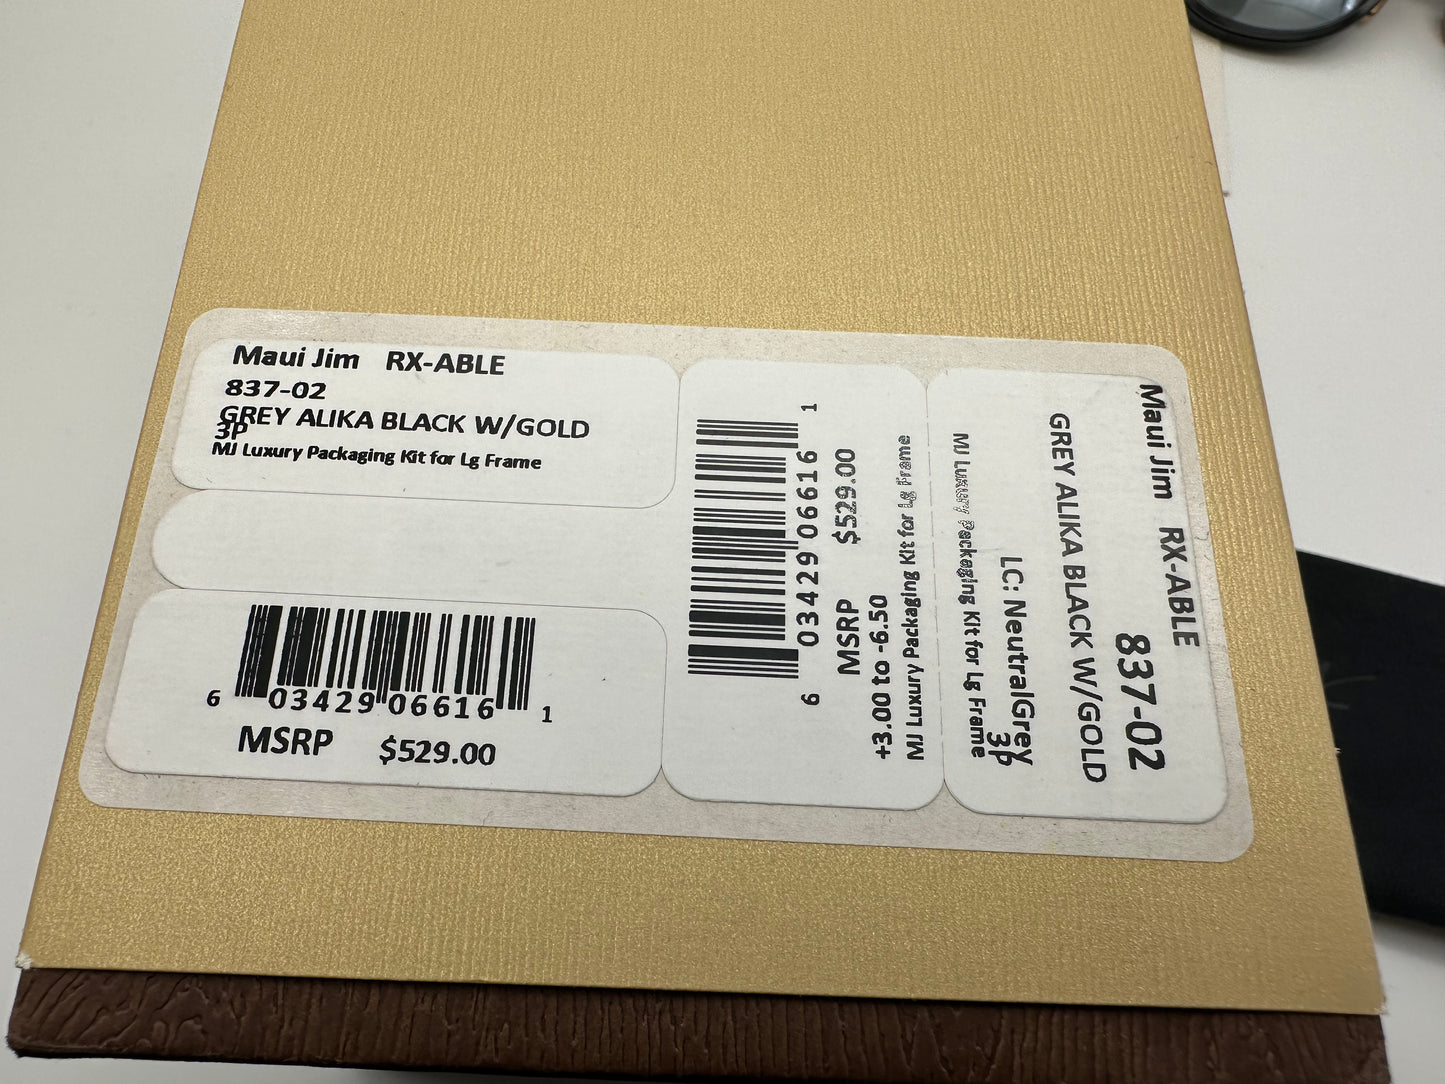 Maui Jim RX-ABLE
837-02
GREY ALIKA BLACK W/GOLD
3P
MJ Luxury Packaging Kit for Lg Frame
6 03429 06616 1
MSRP $529.00
6 03429 06616 1
MSRP $529.00
+3.00 to -6.50
MJ Luxury Packaging Kit for Lg Frame
Maui Jim RX-ABLE
837-02
GREY ALIKA BLACK W/GOLD
LC: NeutralGrey
3P
MJ Luxury Packaging Kit for Lg Frame